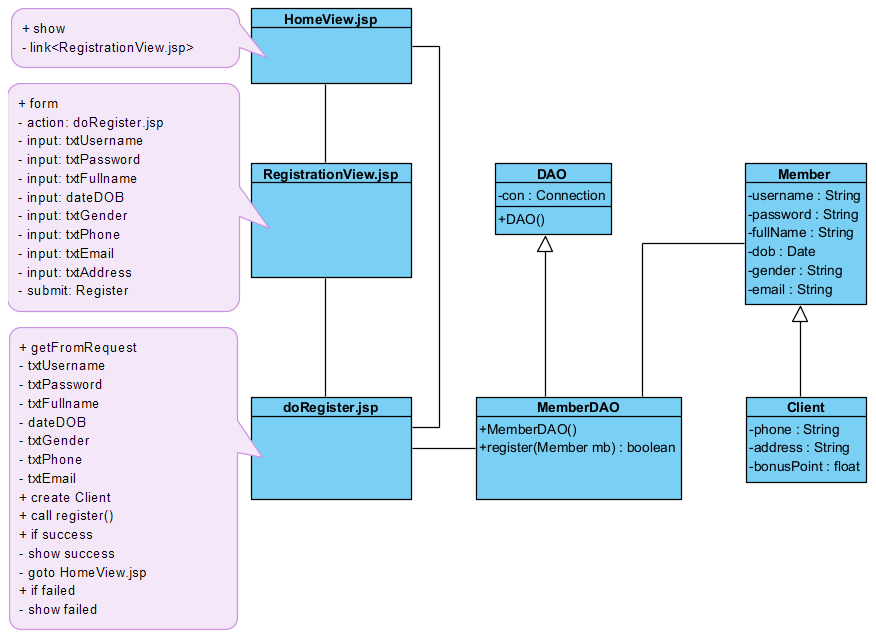 HomeView.jsp
+ show
- link<RegistrationView.jsp>
+ form
- action: doRegister.jsp
- input: txtUsername
- input: txtPassword
- input: txtFullname
- input: dateDOB
- input: txtGender
- input: txtPhone
- input: txtEmail
- input: txtAddress
- submit: Register
RegistrationView.jsp
DAO
-con : Connection
+DAO()
Member
-username : String
-password : String
-fullName : String
-dob : Date
-gender : String
-email : String
+ getFromRequest
- txtUsername
- txtPassword
- txtFullname
- dateDOB
- txtGender
- txtPhone
- txtEmail
+ create Client
+ call register()
+ if success
- show success
- goto HomeView.jsp
+ if failed
- show failed
doRegister.jsp
MemberDAO
+MemberDAO()
+register(Member mb) : boolean
Client
-phone : String
-address : String
-bonusPoint : float